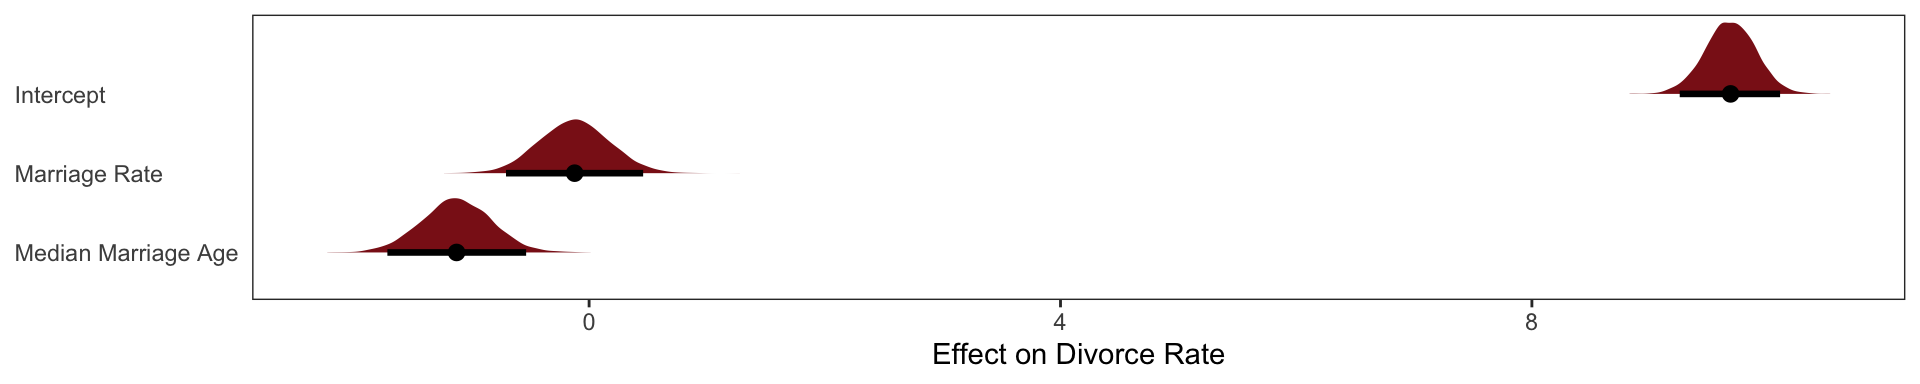 Intercept
Marriage Rate
Median Marriage Age
0 4 8
Effect on Divorce Rate